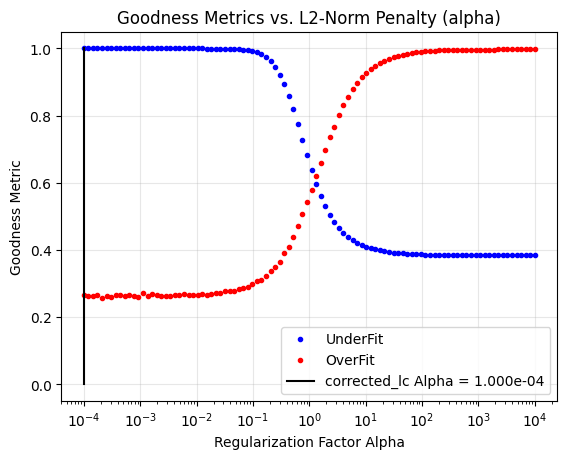 Goodness Metrics vs. L2-Norm Penalty (alpha)
Goodness Metric
1.0
0.8
0.6
0.4
0.2
0.0
UnderFit
OverFit
corrected_lc Alpha = 1.000e-04
10⁻⁴ 10⁻³ 10⁻² 10⁻¹ 10⁰ 10¹ 10² 10³ 10⁴
Regularization Factor Alpha